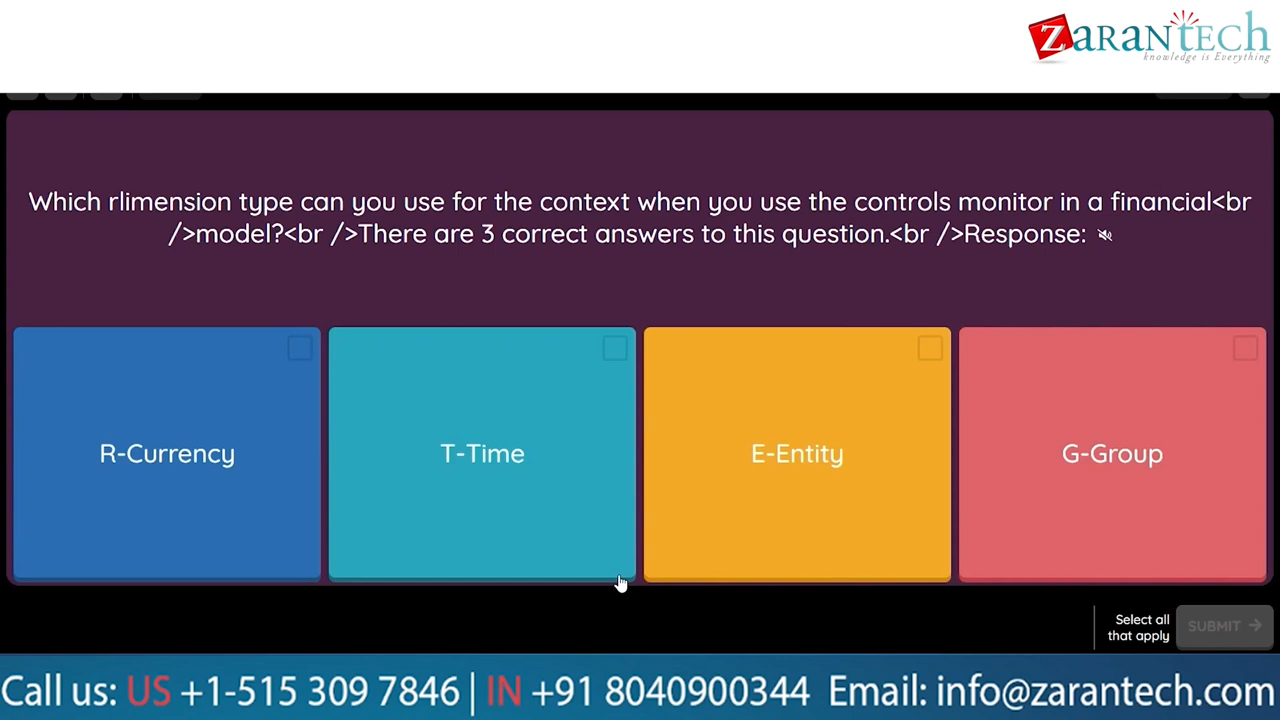 ZARANTECH
knowledge is Everything
Which rlimension type can you use for the context when you use the controls monitor in a financial<br
/>model?<br />There are 3 correct answers to this question.<br />Response:
R-Currency
T-Time
E-Entity
G-Group
Select all
that apply
SUBMIT
Call us: US +1-515 309 7846 | IN +91 8040900344 Email: info@zarantech.com